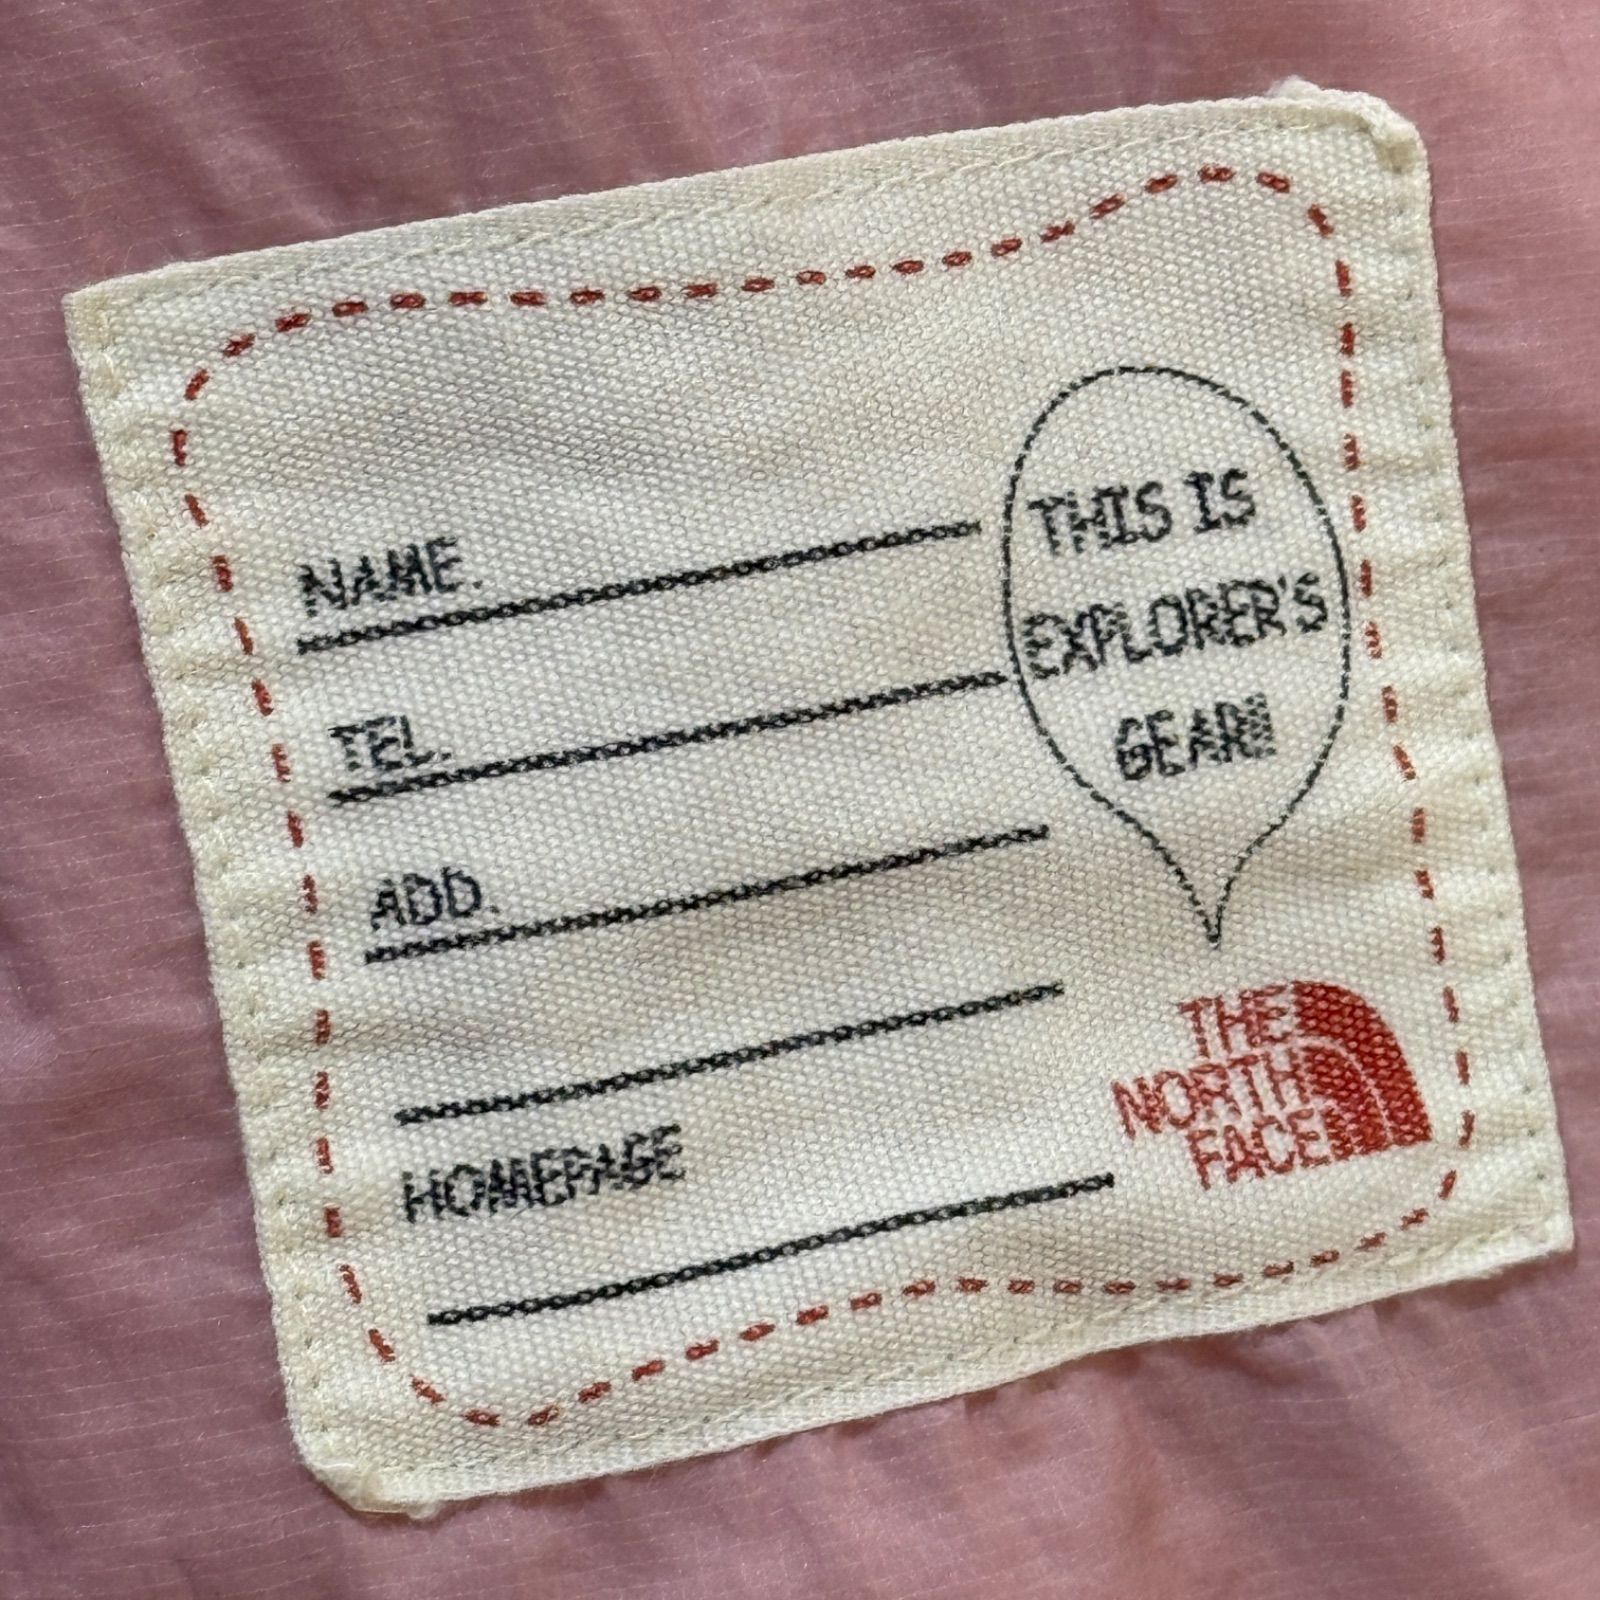 THIS IS
EXPLORER'S
GEAR!!
NAME.
TEL.
ADD.
HOMEPAGE
THE
NORTH
FACE